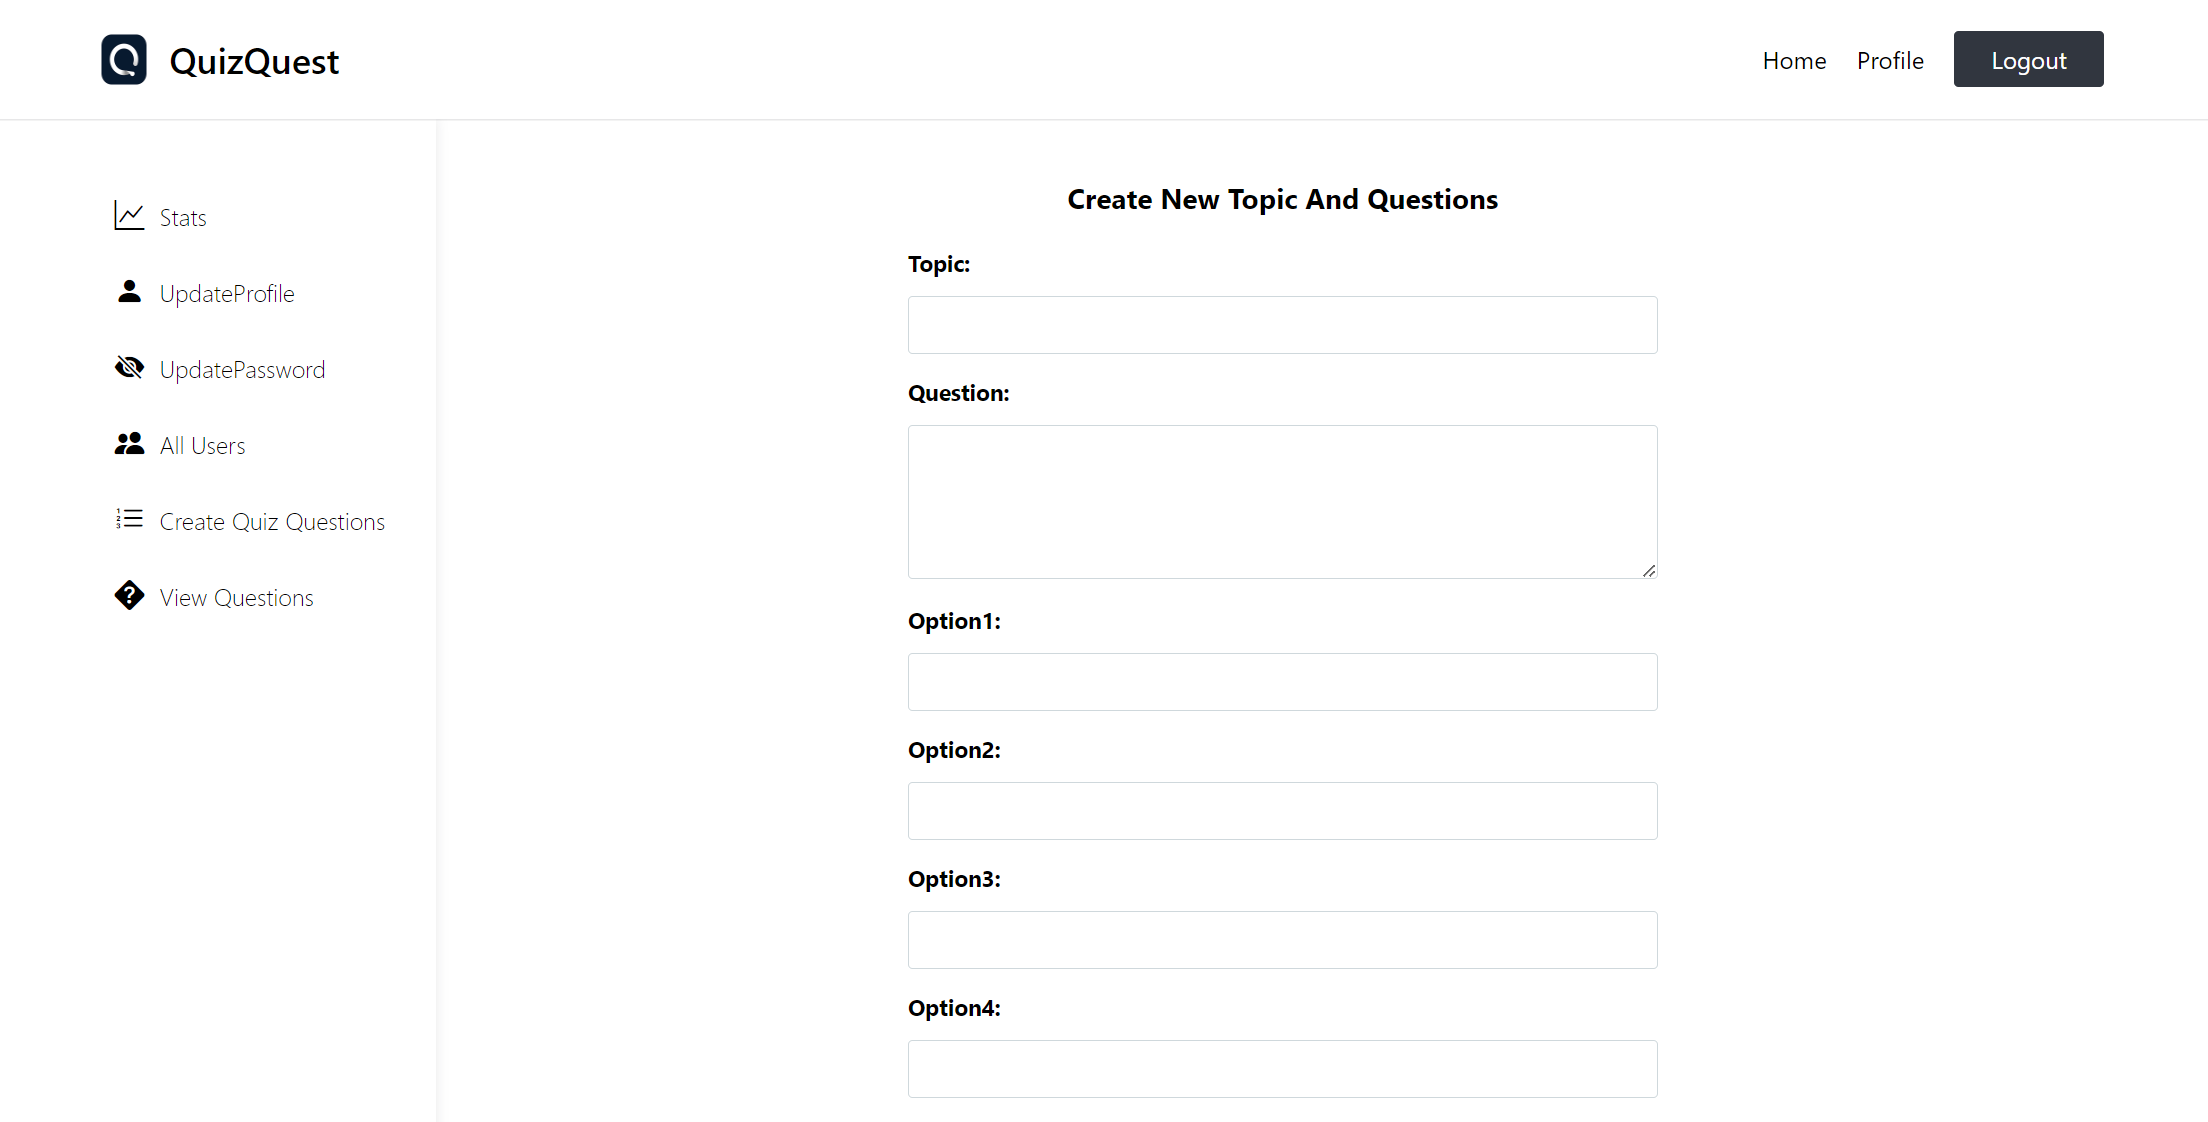 QuizQuest
Home
Profile
Logout
Stats
UpdateProfile
UpdatePassword
All Users
Create Quiz Questions
View Questions
Create New Topic And Questions
Topic:
Question:
Option1:
Option2:
Option3:
Option4: